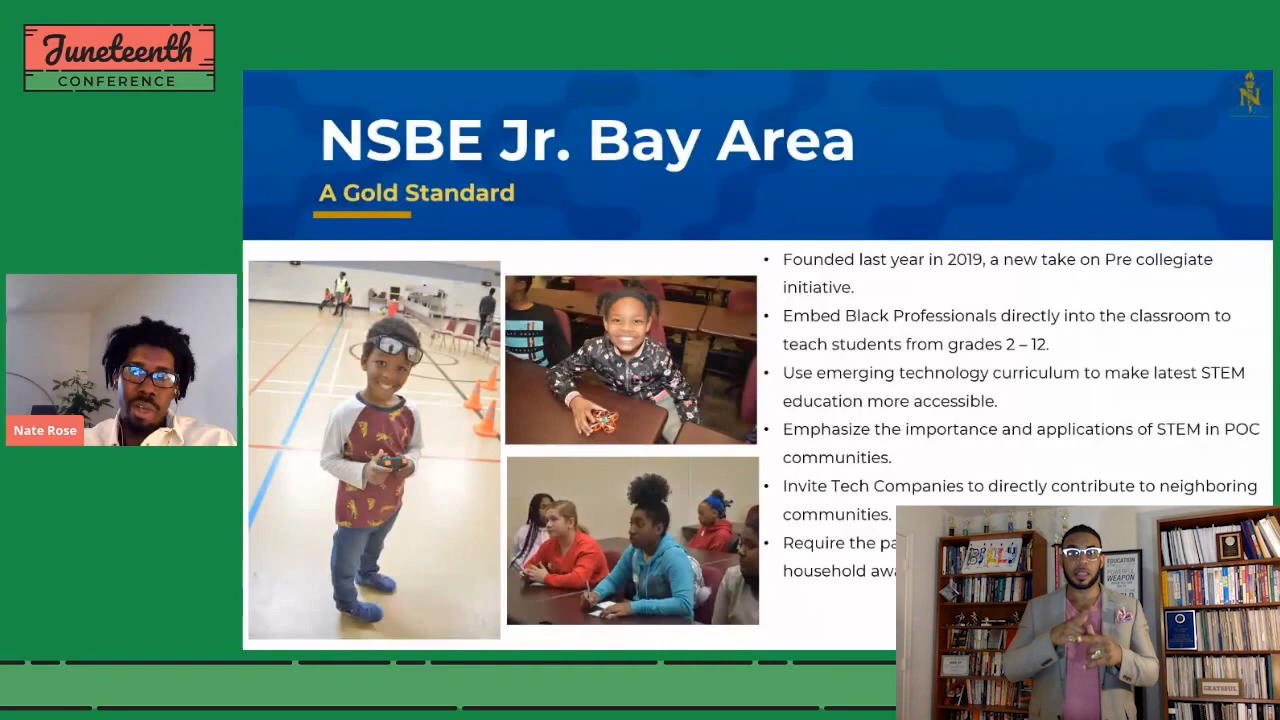 Juneteenth
CONFERENCE
NSBE Jr. Bay Area
A Gold Standard
• Founded last year in 2019, a new take on Pre collegiate
initiative.
• Embed Black Professionals directly into the classroom to
teach students from grades 2 – 12.
• Use emerging technology curriculum to make latest STEM
education more accessible.
• Emphasize the importance and applications of STEM in POC
communities.
• Invite Tech Companies to directly contribute to neighboring
communities.
• Require the
household
Nate Rose
EDUCATION
POWERFUL
WEAPON
GRATEFUL